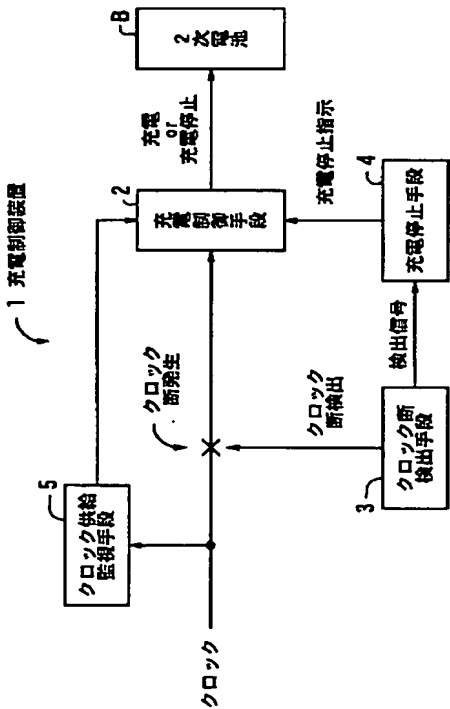 1 充電制御装置
5
クロック供給
監視手段
クロック
クロック
断発生
2
充電制御手段
充電
or
充電停止
B
2次電池
クロック
断検出
3
クロック断
検出手段
検出信号
4
充電停止手段
充電停止指示